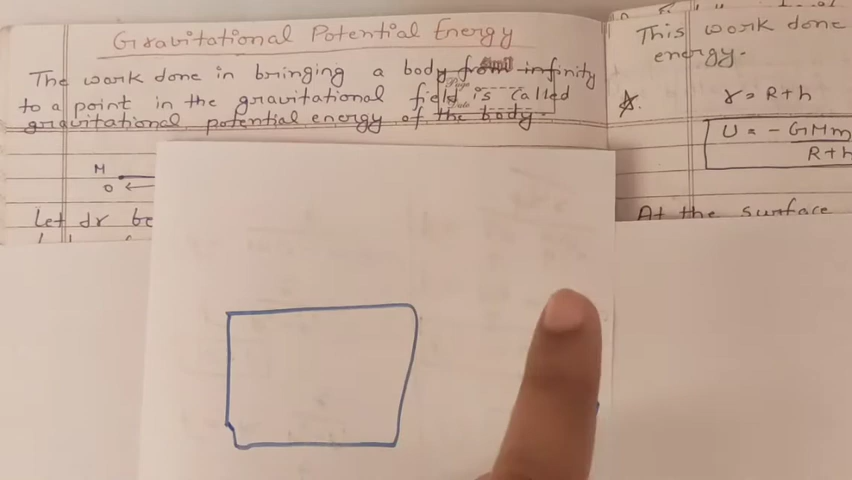 Gravitational Potential Energy
The work done in bringing a body from infinity
to a point in the gravitational field is called
gravitational potential energy of the body.
M
O
Let dr be
This work done
energy.
r = R+h
U = - GMm
R+h
At the surface